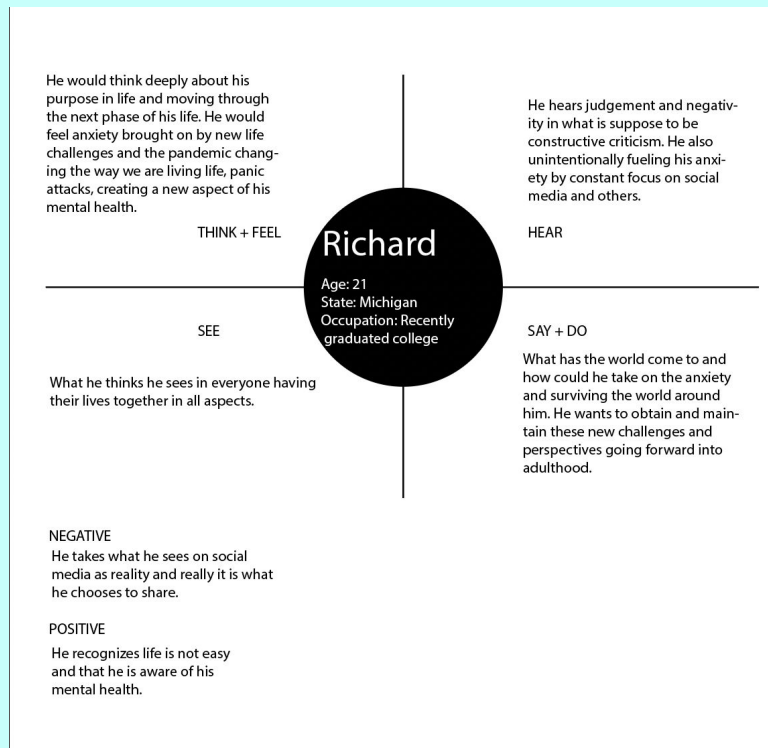 He would think deeply about his
purpose in life and moving through
the next phase of his life. He would
feel anxiety brought on by new life
challenges and the pandemic chang-
ing the way we are living life, panic
attacks, creating a new aspect of his
mental health.
THINK + FEEL
He hears judgement and negativ-
ity in what is suppose to be
constructive criticism. He also
unintentionally fueling his anxi-
ety by constant focus on social
media and others.
HEAR
Richard
Age: 21
State: Michigan
Occupation: Recently
graduated college
SEE
What he thinks he sees in everyone having
their lives together in all aspects.
SAY + DO
What has the world come to and
how could he take on the anxiety
and surviving the world around
him. He wants to obtain and main-
tain these new challenges and
perspectives going forward into
adulthood.
NEGATIVE
He takes what he sees on social
media as reality and really it is what
he chooses to share.
POSITIVE
He recognizes life is not easy
and that he is aware of his
mental health.